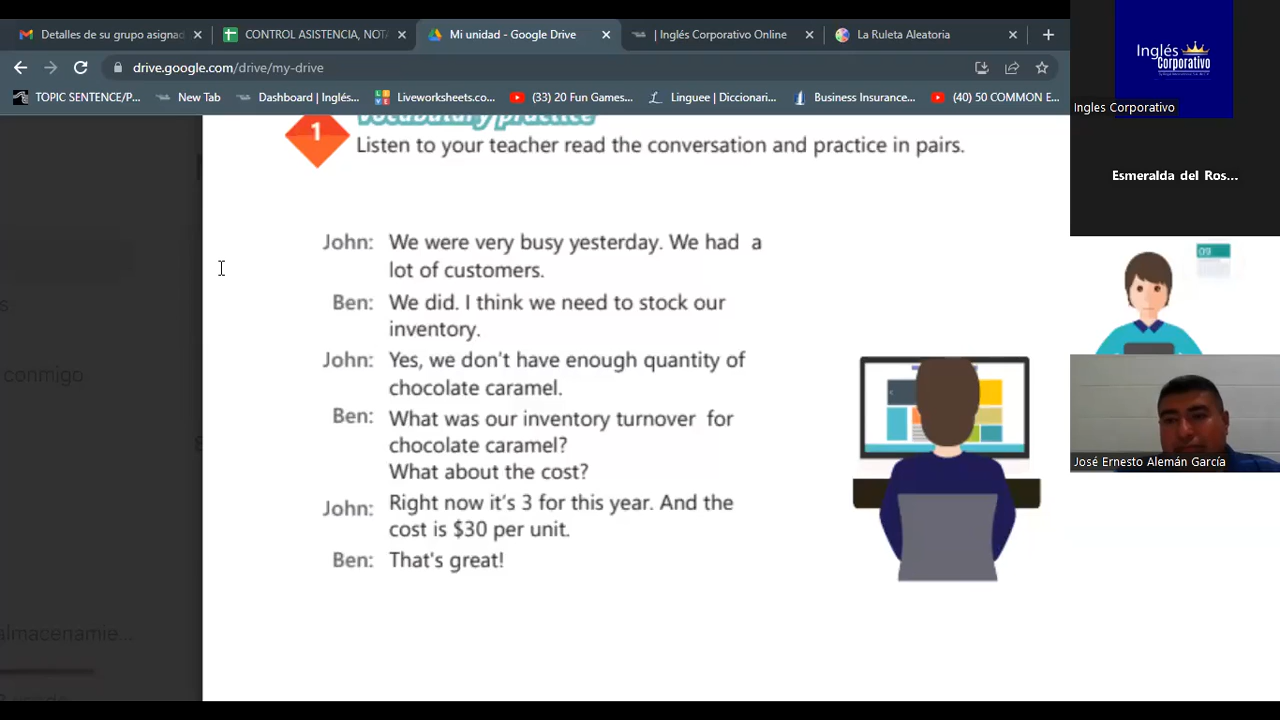 Detalles de su grupo asignad
CONTROL ASISTENCIA, NOTA
Mi unidad - Google Drive
| Inglés Corporativo Online
La Ruleta Aleatoria
drive.google.com/drive/my-drive
TOPIC SENTENCE/P...
New Tab
Dashboard | Inglés...
Liveworksheets.co...
(33) 20 Fun Games...
Linguee | Diccionari...
Business Insurance...
(40) 50 COMMON E...
Vocabulary practice
1
Listen to your teacher read the conversation and practice in pairs.
John: We were very busy yesterday. We had a
lot of customers.
Ben: We did. I think we need to stock our
inventory.
John: Yes, we don't have enough quantity of
chocolate caramel.
Ben: What was our inventory turnover for
chocolate caramel?
What about the cost?
John: Right now it's 3 for this year. And the
cost is $30 per unit.
Ben: That's great!
s
conmigo
almacenamie...
Inglés
Corporativo
Ingles Corporativo
Esmeralda del Ros...
José Ernesto Alemán García